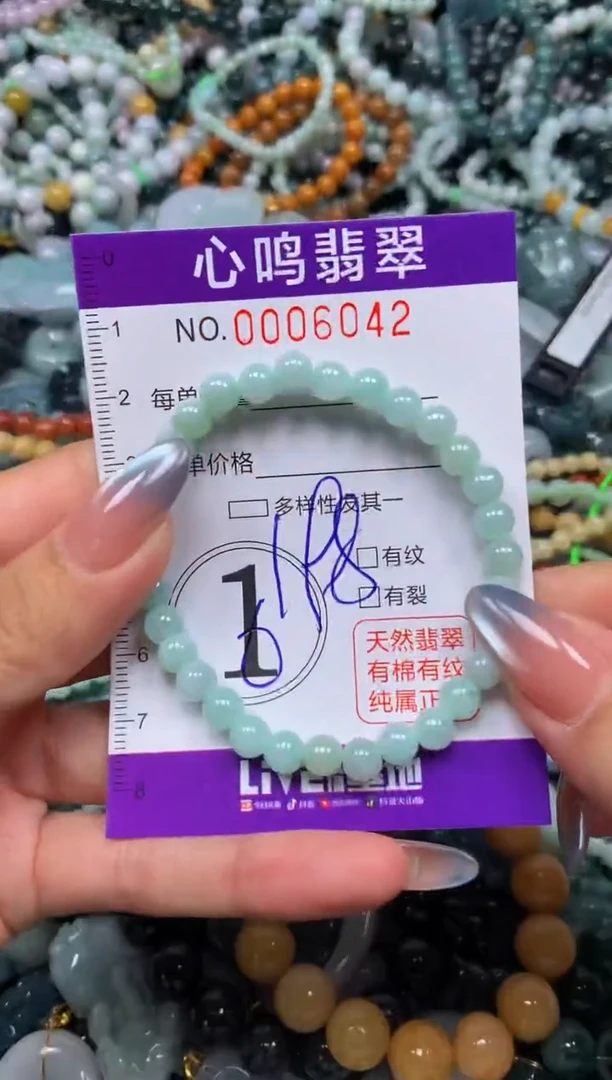 心鸣翡翠
0
1
NO.0006042
2
每单
单价格
多样性及其一
198
有纹
1
有裂
6
天然翡翠
有棉有纹
纯属正
7
LIVE
8